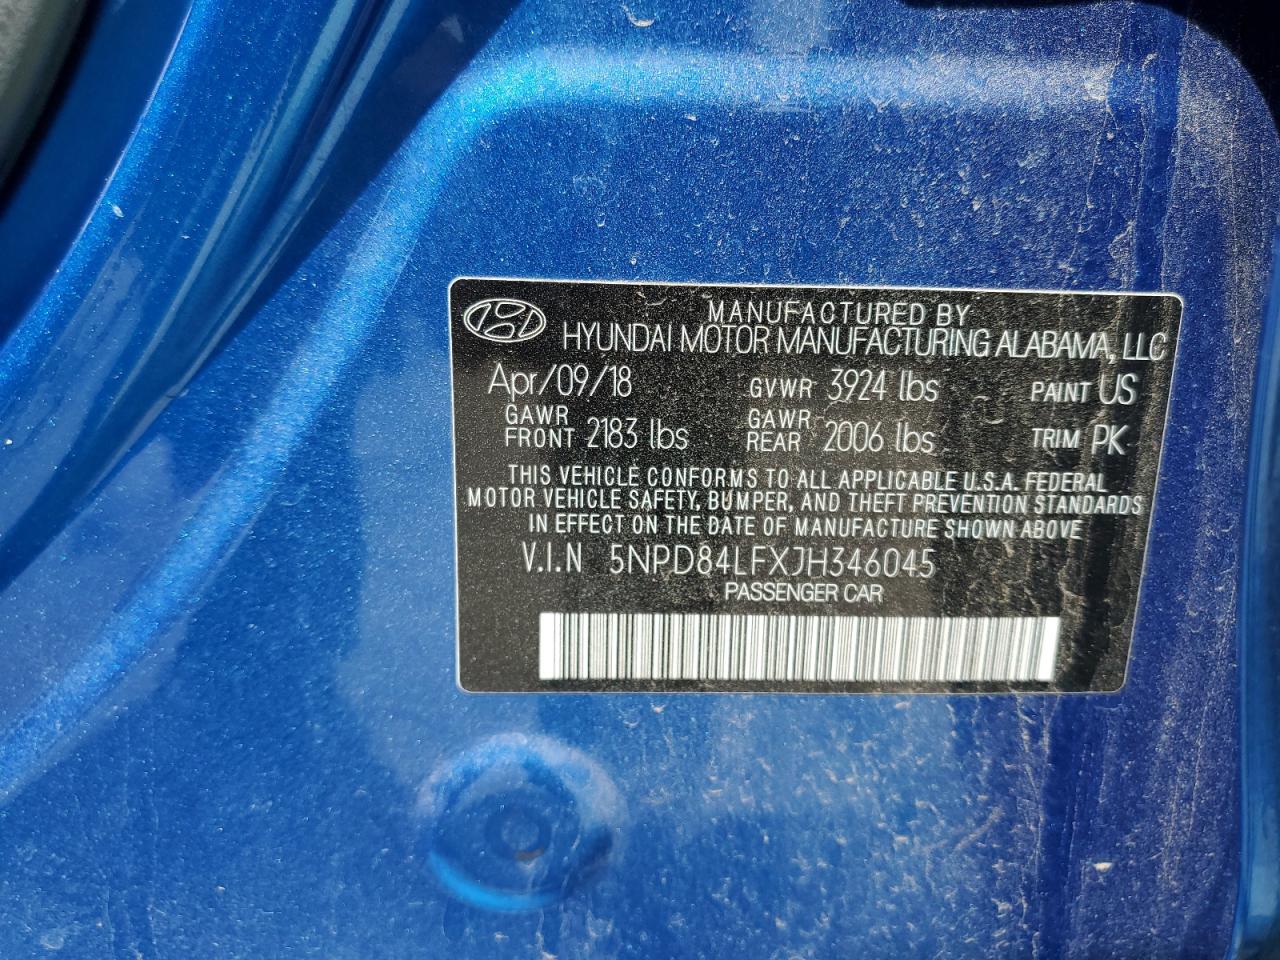 MANUFACTURED BY
HYUNDAI MOTOR MANUFACTURING ALABAMA, LLC
Apr/09/18 GVWR 3924 lbs PAINT US
GAWR FRONT 2183 lbs GAWR REAR 2006 lbs TRIM PK
THIS VEHICLE CONFORMS TO ALL APPLICABLE U.S.A. FEDERAL
MOTOR VEHICLE SAFETY, BUMPER, AND THEFT PREVENTION STANDARDS
IN EFFECT ON THE DATE OF MANUFACTURE SHOWN ABOVE
V.I.N 5NPD84LFXJH346045
PASSENGER CAR